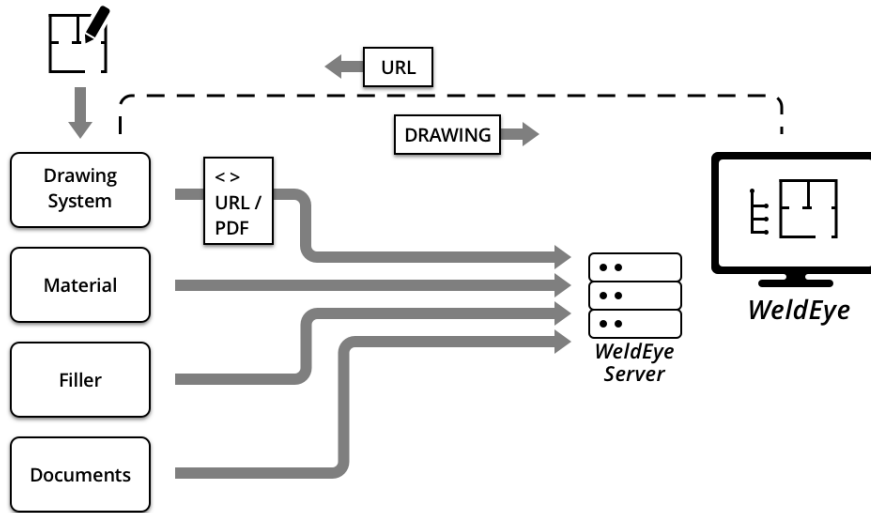 URL
DRAWING
Drawing
System
< >
URL /
PDF
Material
Filler
Documents
WeldEye
Server
WeldEye